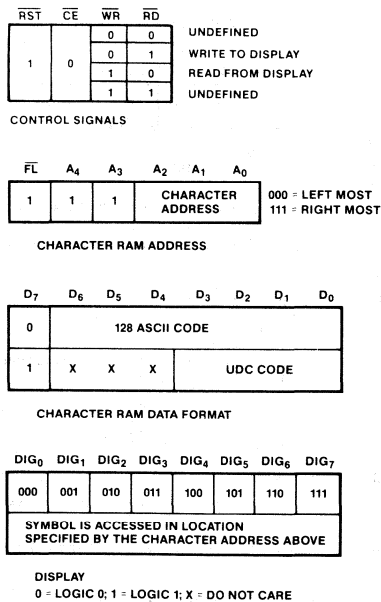 RST CE WR RD
0 0 UNDEFINED
1 0 0 1 WRITE TO DISPLAY
1 0 READ FROM DISPLAY
1 1 UNDEFINED
CONTROL SIGNALS
FL A4 A3 A2 A1 A0
1 1 1 CHARACTER ADDRESS 000 = LEFT MOST
111 = RIGHT MOST
CHARACTER RAM ADDRESS
D7 D6 D5 D4 D3 D2 D1 D0
0 128 ASCII CODE
1 X X X UDC CODE
CHARACTER RAM DATA FORMAT
DIG0 DIG1 DIG2 DIG3 DIG4 DIG5 DIG6 DIG7
000 001 010 011 100 101 110 111
SYMBOL IS ACCESSED IN LOCATION
SPECIFIED BY THE CHARACTER ADDRESS ABOVE
DISPLAY
0 = LOGIC 0; 1 = LOGIC 1; X = DO NOT CARE